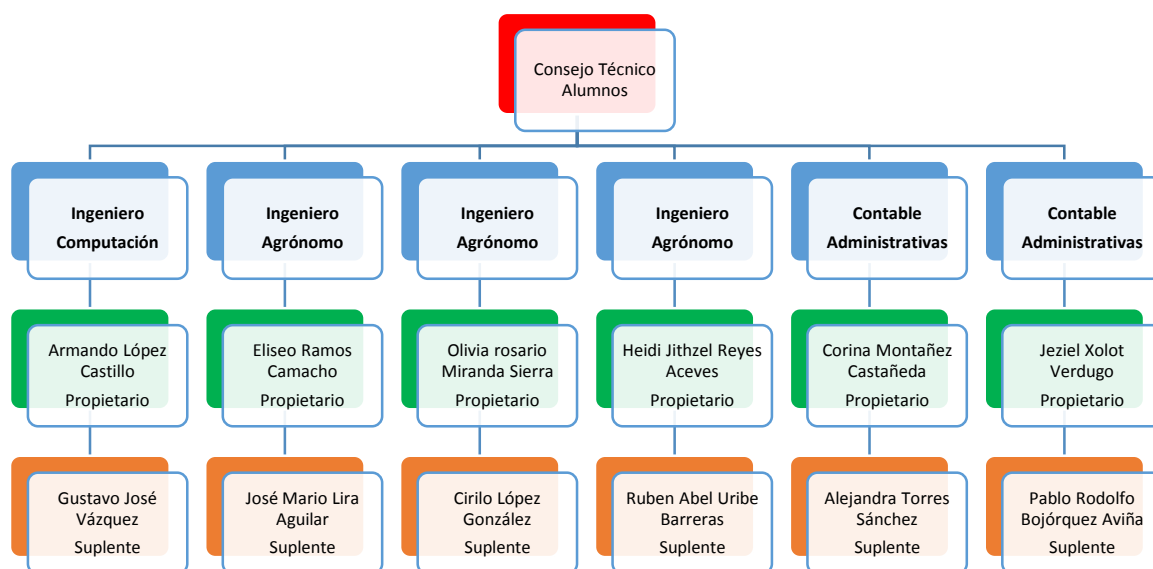 Consejo Técnico
Alumnos
Ingeniero
Computación
Ingeniero
Agrónomo
Ingeniero
Agrónomo
Ingeniero
Agrónomo
Contable
Administrativas
Contable
Administrativas
Armando López
Castillo
Propietario
Eliseo Ramos
Camacho
Propietario
Olivia rosario
Miranda Sierra
Propietario
Heidi Jithzel Reyes
Aceves
Propietario
Corina Montañez
Castañeda
Propietario
Jeziel Xolot
Verdugo
Propietario
Gustavo José
Vázquez
Suplente
José Mario Lira
Aguilar
Suplente
Cirilo López
González
Suplente
Ruben Abel Uribe
Barreras
Suplente
Alejandra Torres
Sánchez
Suplente
Pablo Rodolfo
Bojórquez Aviña
Suplente